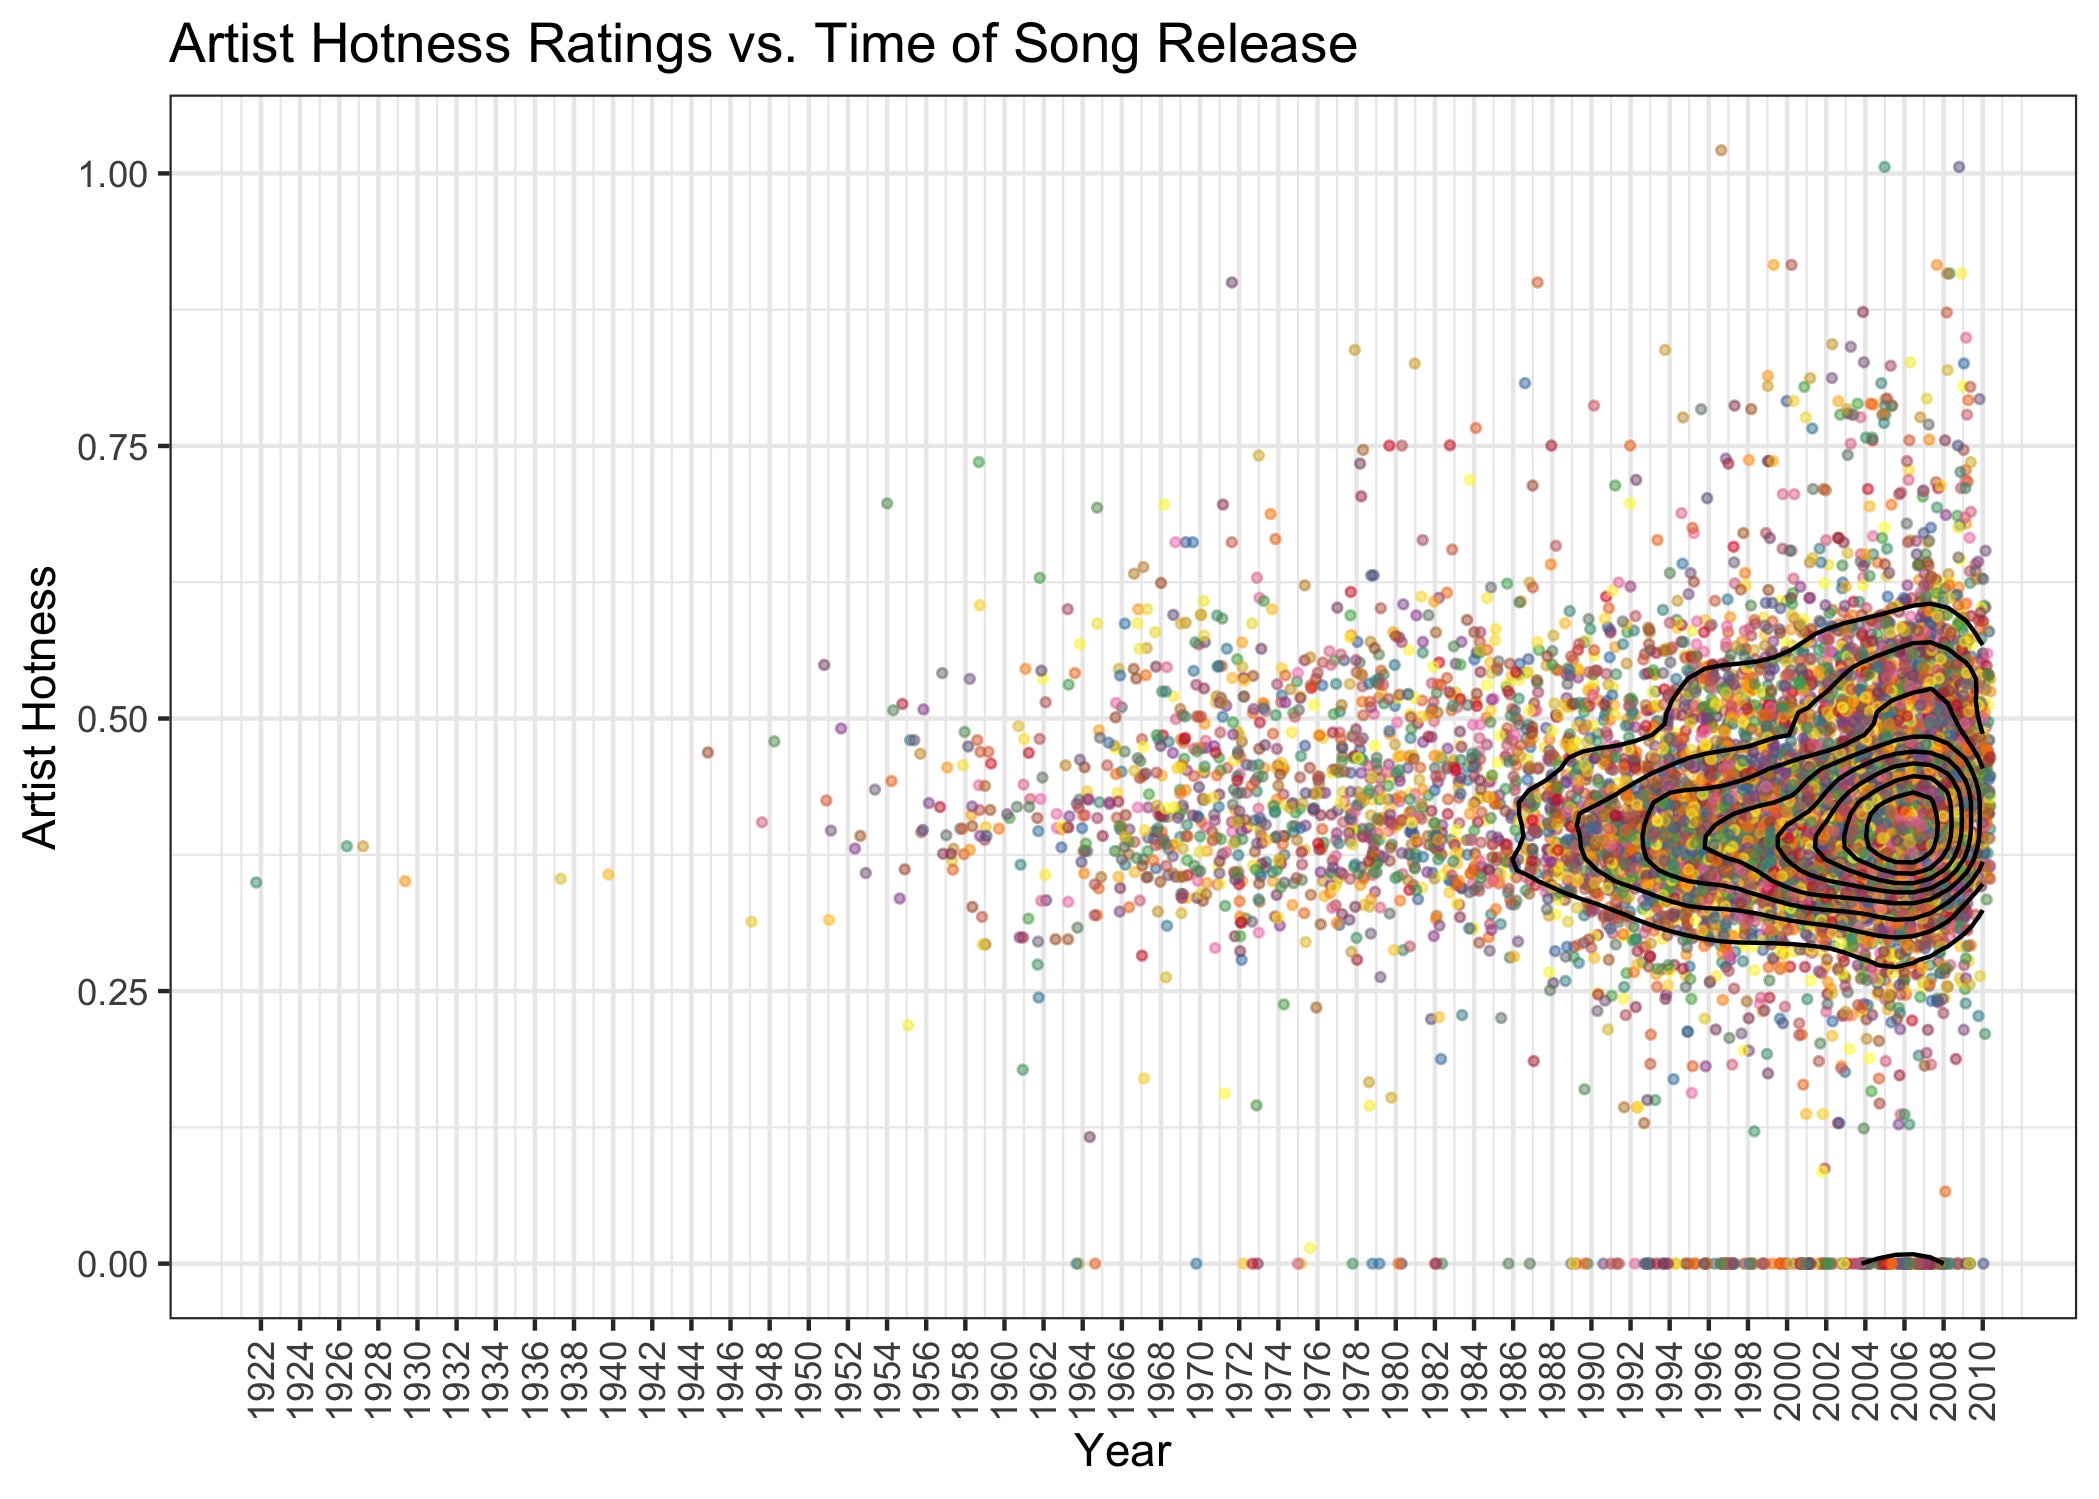 Artist Hotness Ratings vs. Time of Song Release
Artist Hotness
1.00
0.75
0.50
0.25
0.00
1922 1924 1926 1928 1930 1932 1934 1936 1938 1940 1942 1944 1946 1948 1950 1952 1954 1956 1958 1960 1962 1964 1966 1968 1970 1972 1974 1976 1978 1980 1982 1984 1986 1988 1990 1992 1994 1996 1998 2000 2002 2004 2006 2008 2010
Year